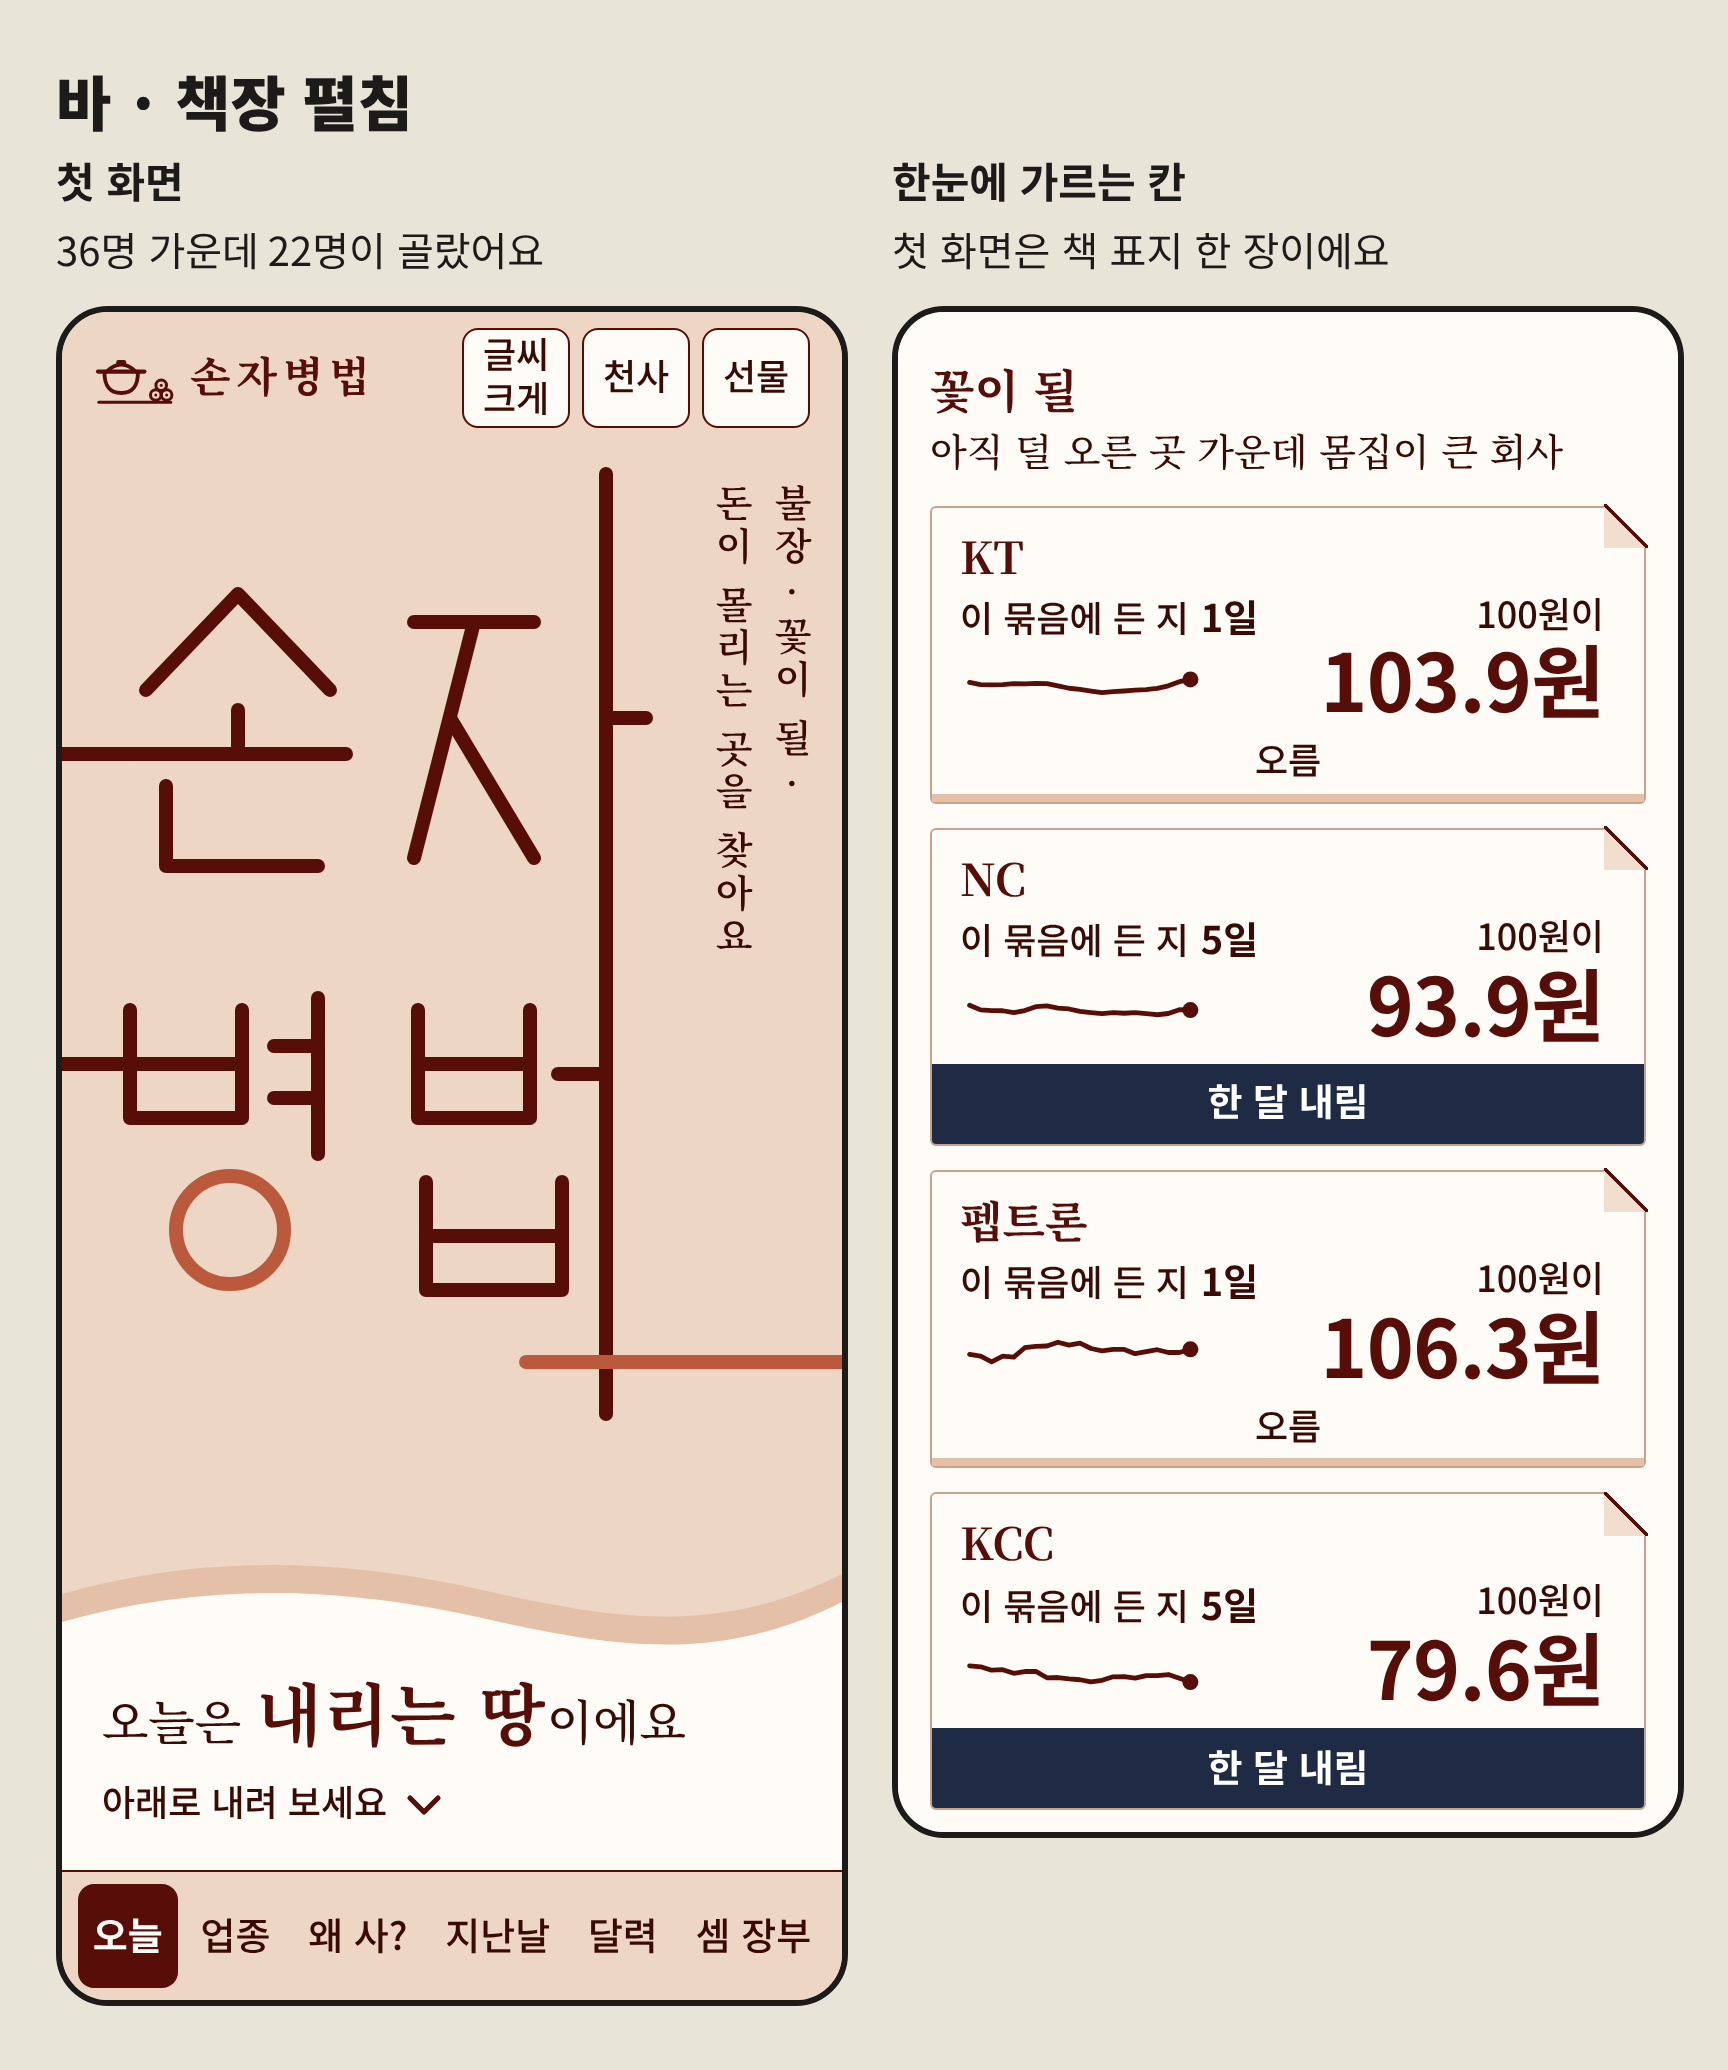 바 · 책장 펼침
첫 화면
36명 가운데 22명이 골랐어요
손자병법
글씨
크게
천사
선물
불장 · 꽃이 될 ·
돈이 몰리는 곳을 찾아요
손자
병법
오늘은 내리는 땅이에요
아래로 내려 보세요
오늘
업종
왜 사?
지난날
달력
셈 장부
한눈에 가르는 칸
첫 화면은 책 표지 한 장이에요
꽃이 될
아직 덜 오른 곳 가운데 몸집이 큰 회사
KT
이 묶음에 든 지 1일
100원이
103.9원
오름
NC
이 묶음에 든 지 5일
100원이
93.9원
한 달 내림
펩트론
이 묶음에 든 지 1일
100원이
106.3원
오름
KCC
이 묶음에 든 지 5일
100원이
79.6원
한 달 내림